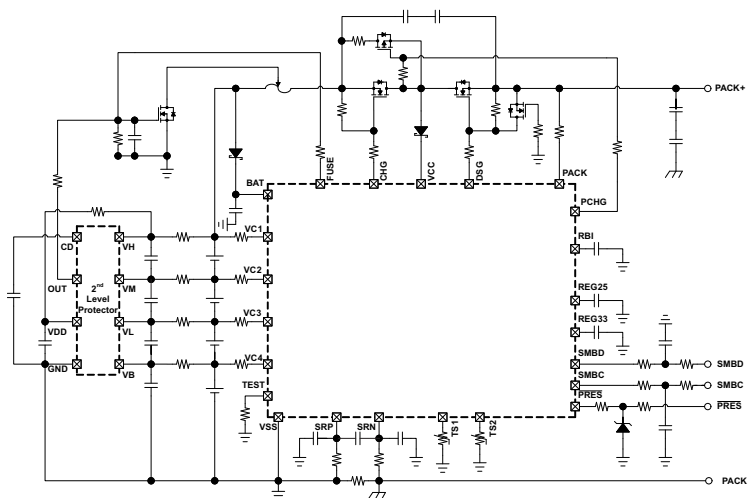 PACK+
FUSE
CHG
VCC
DSG
PACK
BAT
PCHG
VC1
RBI
CD
VH
VC2
OUT
2nd
Level
Protector
VM
REG25
VC3
VDD
VL
REG33
VC4
SMBD
SMBD
GND
VB
SMBC
SMBC
TEST
PRES
PRES
VSS
SRP
SRN
TS1
TS2
PACK